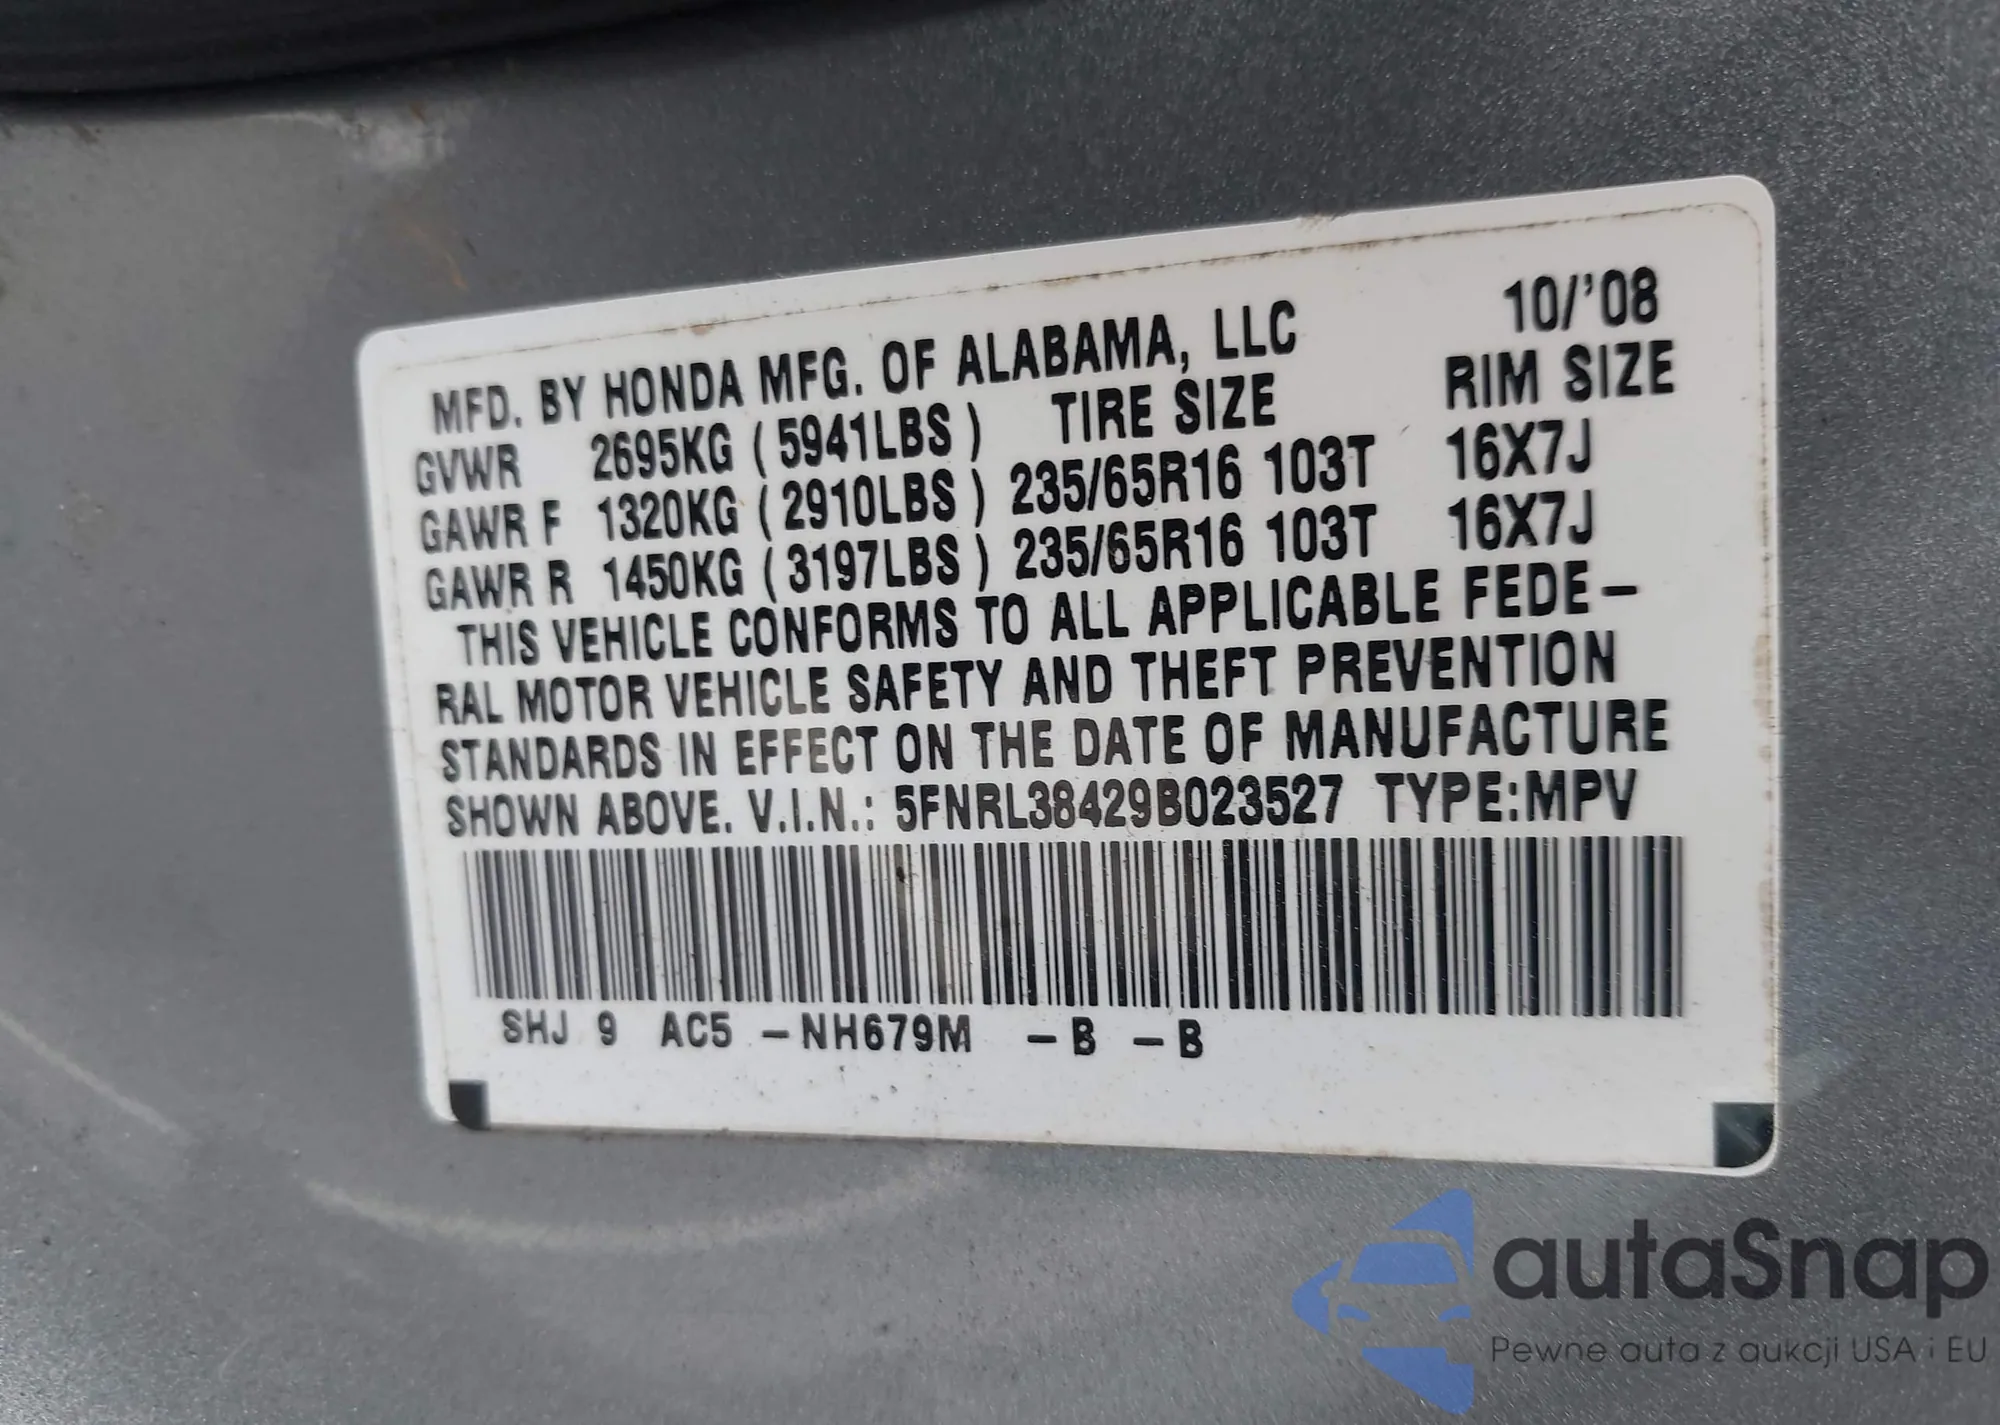 10/'08
MFD. BY HONDA MFG. OF ALABAMA, LLC
TIRE SIZE RIM SIZE
GVWR 2695KG (5941LBS)
GAWR F 1320KG (2910LBS) 235/65R16 103T 16X7J
GAWR R 1450KG (3197LBS) 235/65R16 103T 16X7J
THIS VEHICLE CONFORMS TO ALL APPLICABLE FEDE-
RAL MOTOR VEHICLE SAFETY AND THEFT PREVENTION
STANDARDS IN EFFECT ON THE DATE OF MANUFACTURE
SHOWN ABOVE. V.I.N.: 5FNRL38429B023527 TYPE:MPV
SHJ 9 AC5 -NH679M -B -B
autaSnap
Pewne auta z aukcji USA i EU